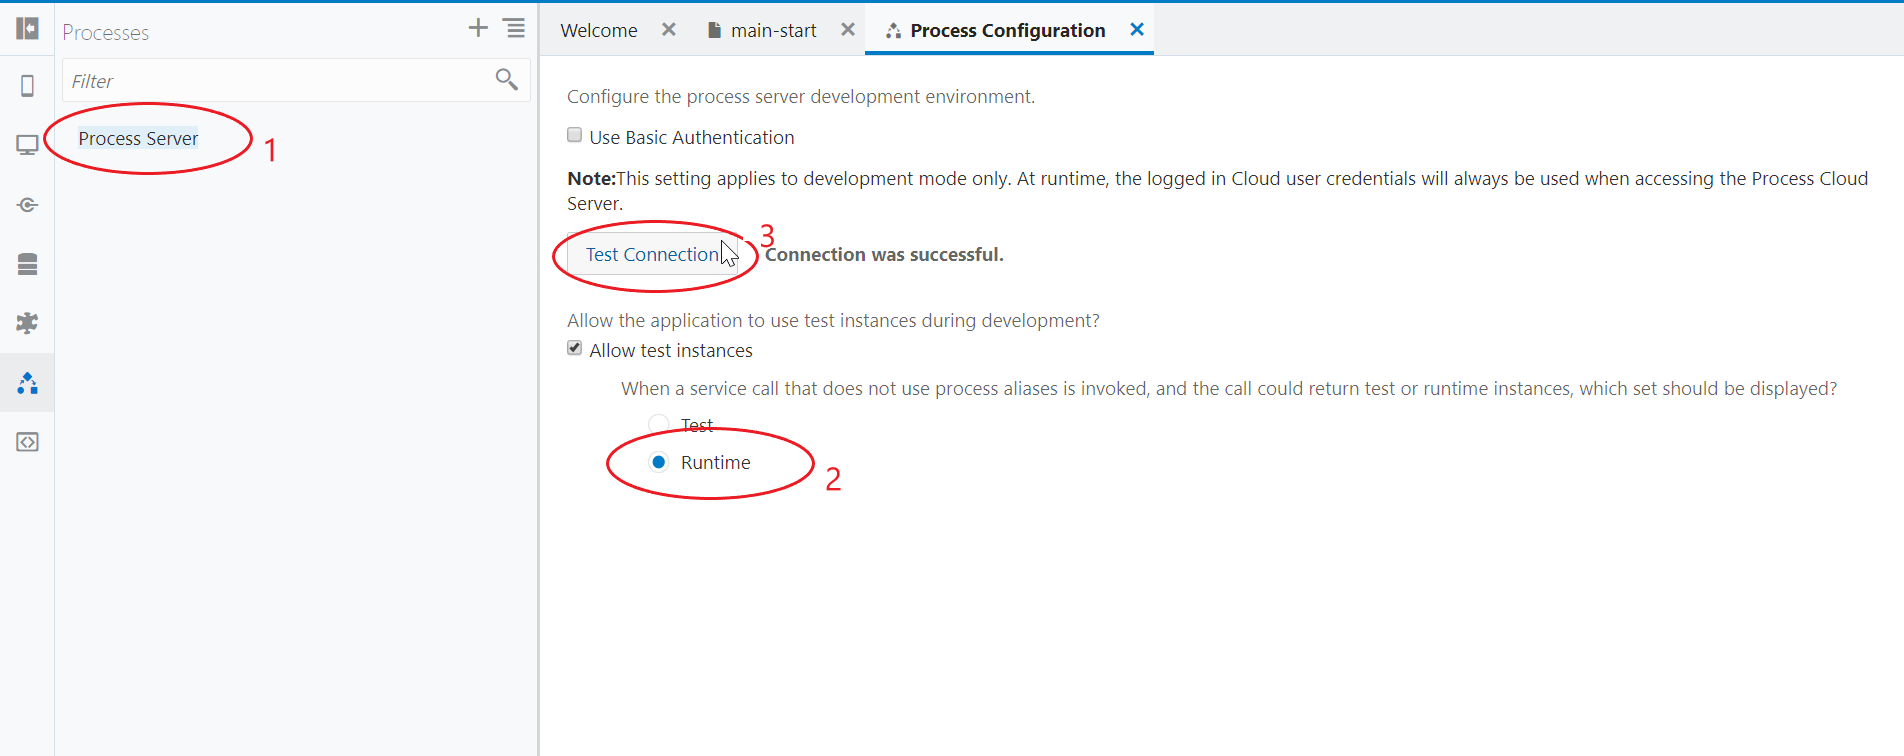 Processes
Filter
Process Server
1
Welcome
main-start
Process Configuration
Configure the process server development environment.
Use Basic Authentication
Note:This setting applies to development mode only. At runtime, the logged in Cloud user credentials will always be used when accessing the Process Cloud
Server.
3
Test Connection
Connection was successful.
Allow the application to use test instances during development?
Allow test instances
When a service call that does not use process aliases is invoked, and the call could return test or runtime instances, which set should be displayed?
Test
Runtime
2